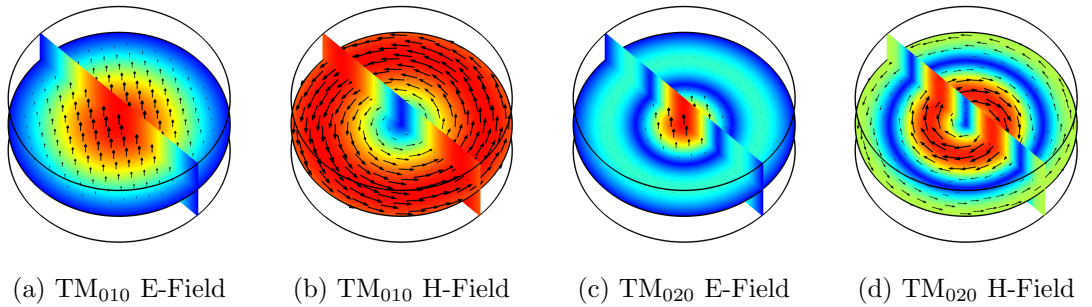 (a) TM₀₁₀ E-Field (b) TM₀₁₀ H-Field (c) TM₀₂₀ E-Field (d) TM₀₂₀ H-Field